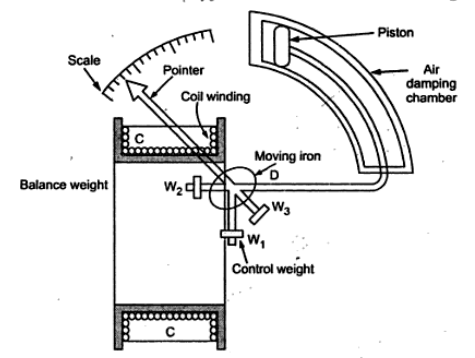 Piston
Scale
Pointer
Air
damping
chamber
Coil winding
C
Moving iron
D
Balance weight
W2
W3
W1
Control weight
C